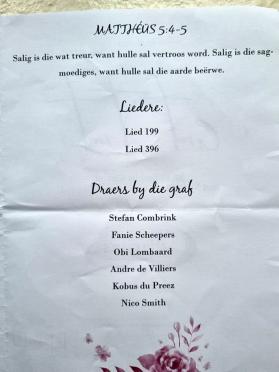 MATTHÉÜS 5:4-5
Salig is die wat treur, want hulle sal vertroos word. Salig is die sag-
moediges, want hulle sal die aarde beërwe.
Liedere:
Lied 199
Lied 396
Draers by die graf
Stefan Combrink
Fanie Scheepers
Obi Lombaard
Andre de Villiers
Kobus du Preez
Nico Smith